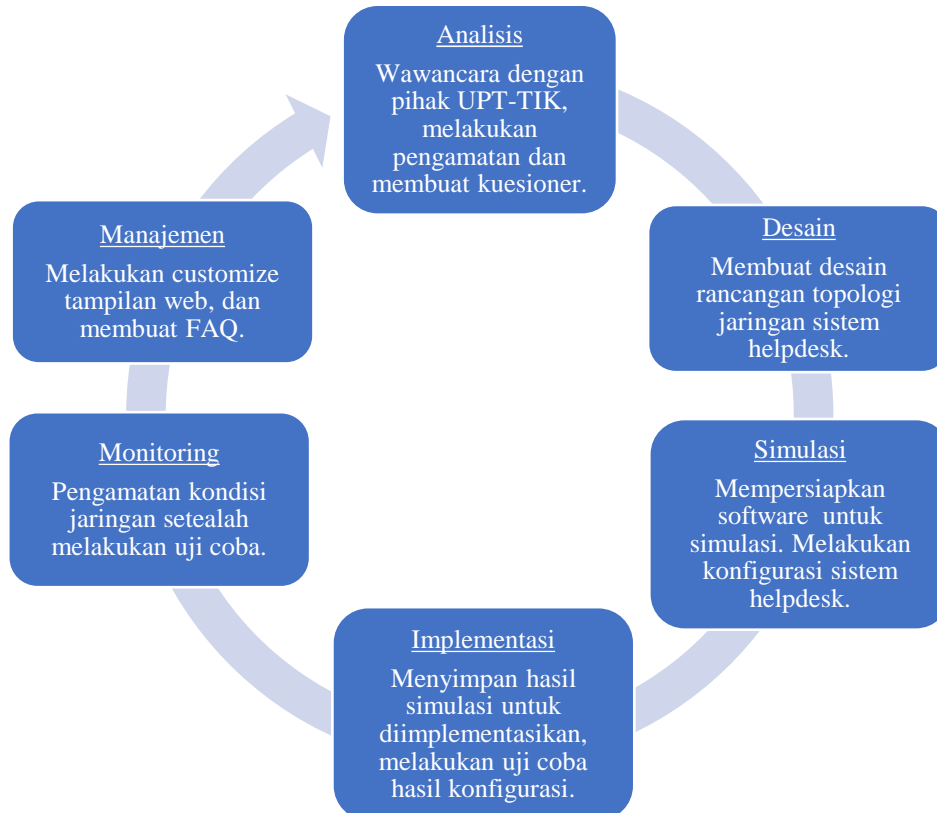 Analisis
Wawancara dengan
pihak UPT-TIK,
melakukan
pengamatan dan
membuat kuesioner.
Desain
Membuat desain
rancangan topologi
jaringan sistem
helpdesk.
Simulasi
Mempersiapkan
software untuk
simulasi. Melakukan
konfigurasi sistem
helpdesk.
Implementasi
Menyimpan hasil
simulasi untuk
diimplementasikan,
melakukan uji coba
hasil konfigurasi.
Monitoring
Pengamatan kondisi
jaringan setealah
melakukan uji coba.
Manajemen
Melakukan customize
tampilan web, dan
membuat FAQ.